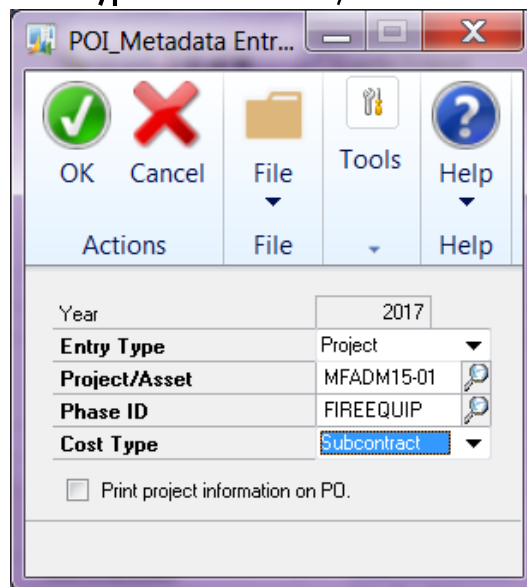 POI_Metadata Entr...
OK Cancel File Tools Help
Actions File Help
Year 2017
Entry Type Project
Project/Asset MFADM15-01
Phase ID FIREEQUIP
Cost Type Subcontract
Print project information on PO.